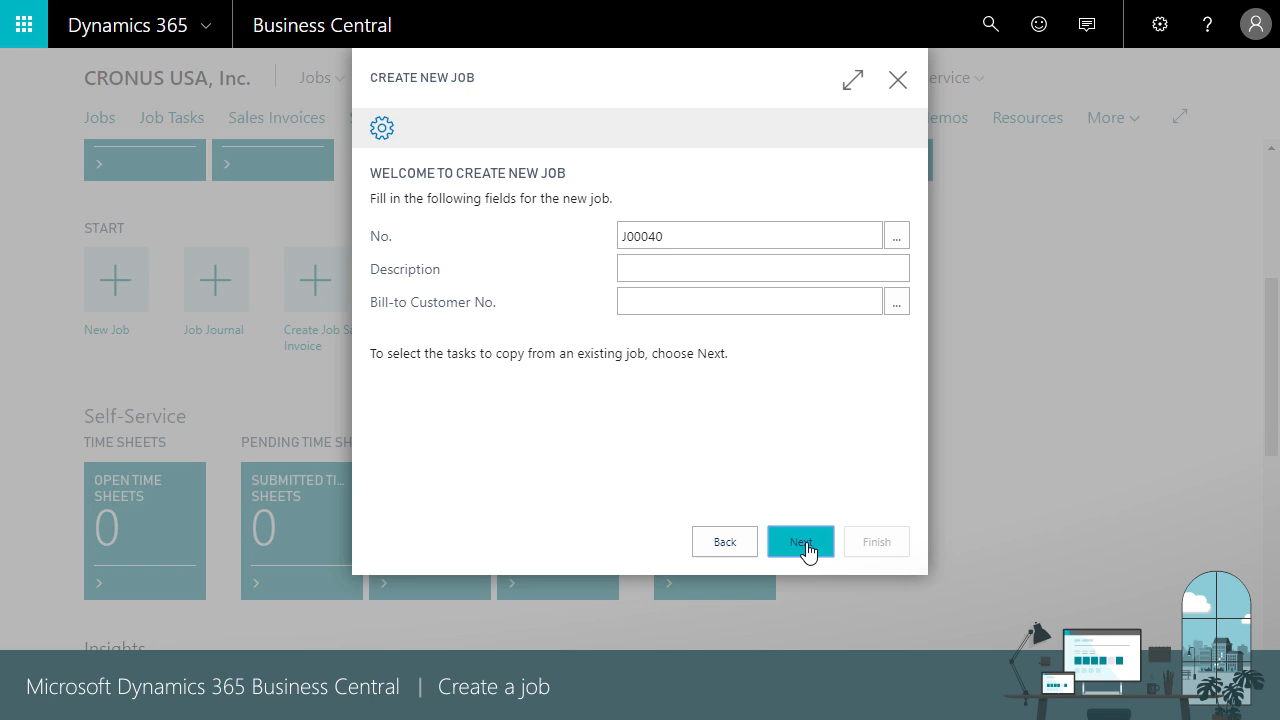 Dynamics 365 Business Central
CREATE NEW JOB
CRONUS USA, Inc. Jobs ervice
Jobs Job Tasks Sales Invoices emos Resources More
WELCOME TO CREATE NEW JOB
Fill in the following fields for the new job.
START
No. J00040 ...
Description
Bill-to Customer No. ...
New Job Job Journal Create Job Sa
Invoice
To select the tasks to copy from an existing job, choose Next.
Self-Service
TIME SHEETS PENDING TIME SH
OPEN TIME SUBMITTED TI...
SHEETS SHEETS
0 0
Back Next Finish
Insights
Microsoft Dynamics 365 Business Central | Create a job